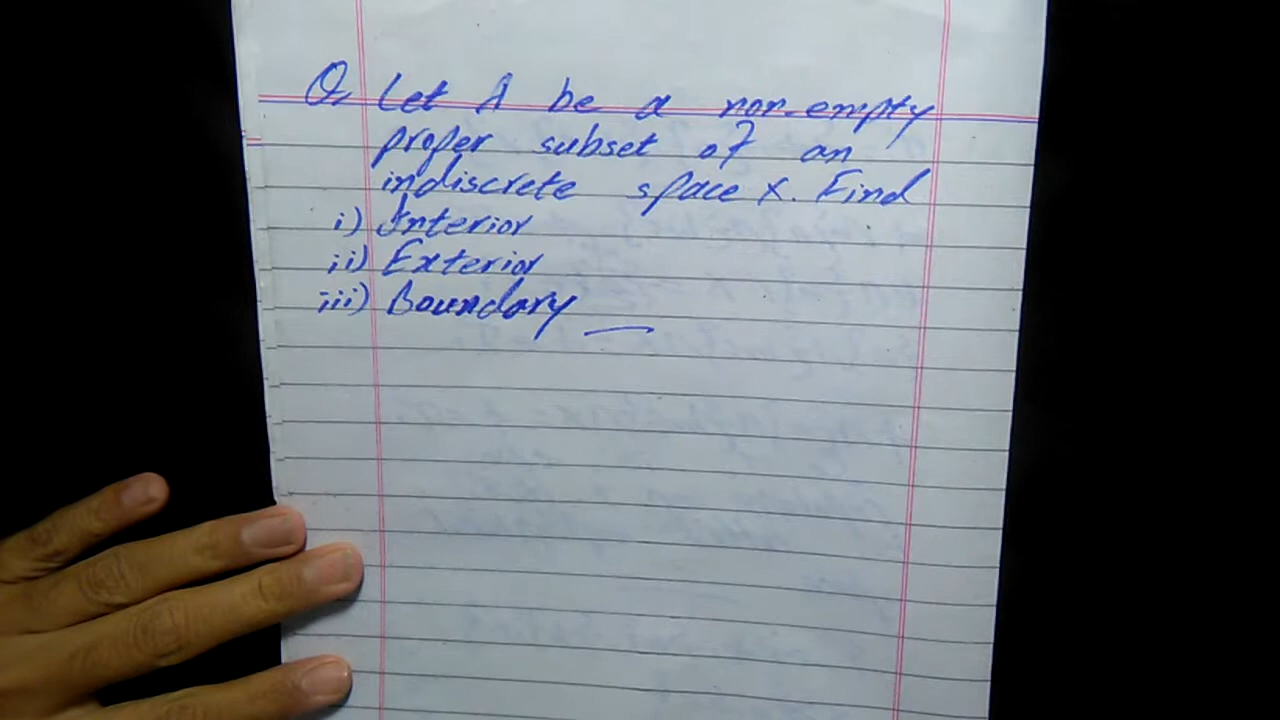 Q, Let A be a non-empty
proper subset of an
indiscrete space X. Find
i) Interior
ii) Exterior
iii) Boundary